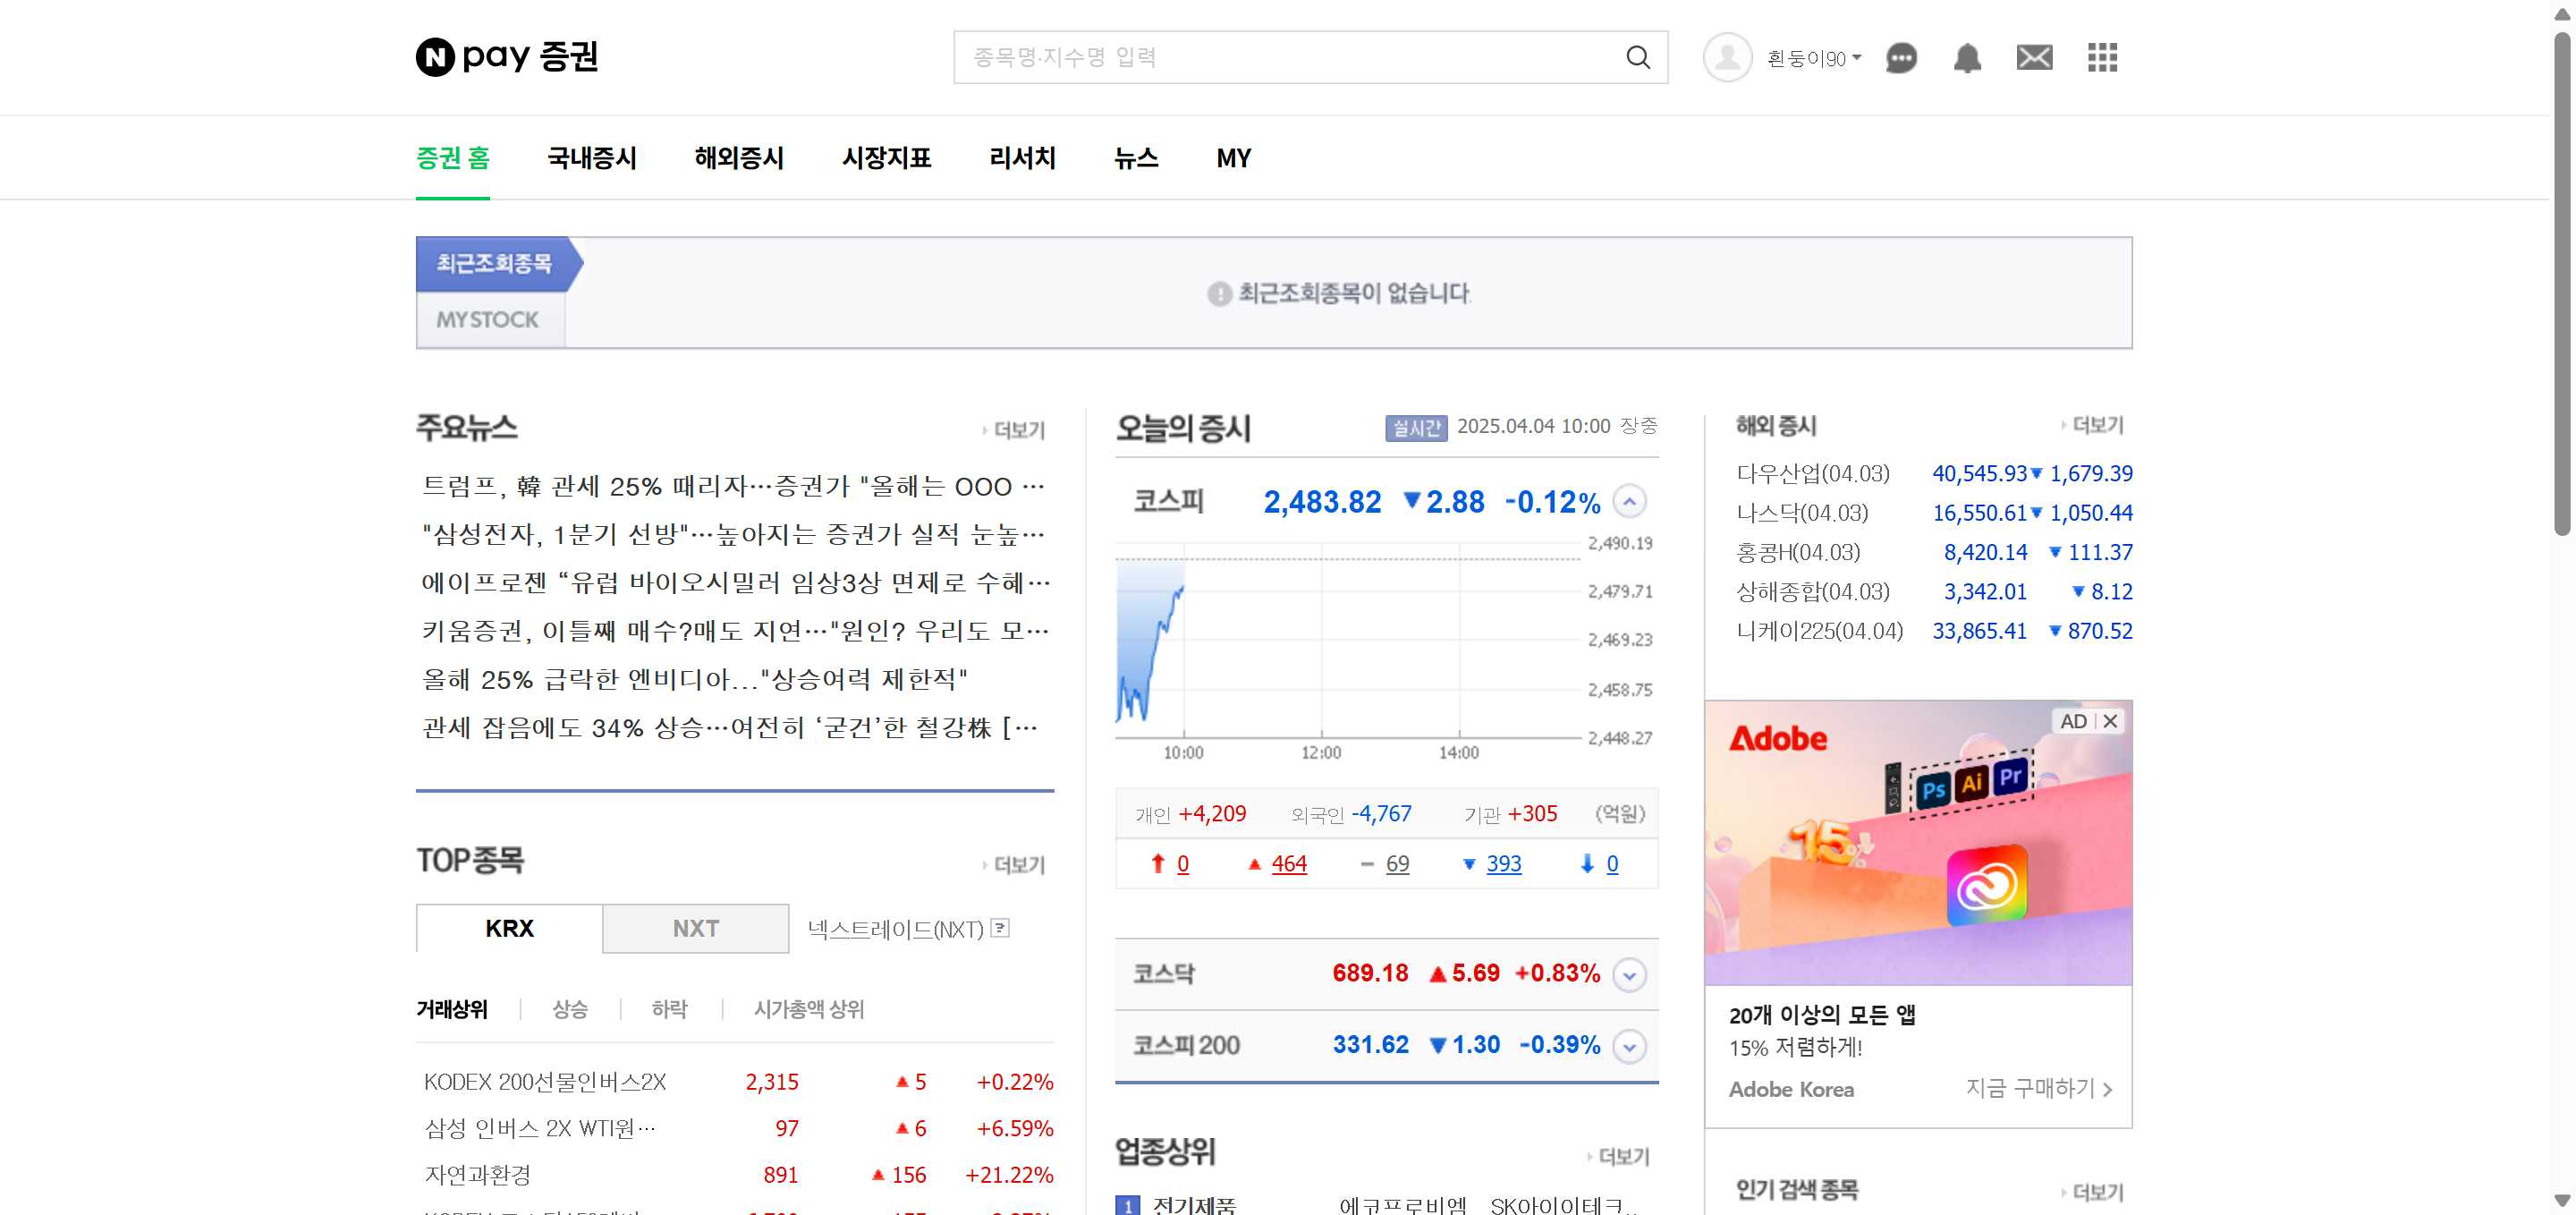 N pay 증권
종목명·지수명 입력
흰둥이90
증권 홈
국내증시
해외증시
시장지표
리서치
뉴스
MY
최근조회종목
MY STOCK
최근조회종목이 없습니다.
주요뉴스
더보기
트럼프, 韓 관세 25% 때리자…증권가 "올해는 OOO …
"삼성전자, 1분기 선방"…높아지는 증권가 실적 눈높…
에이프로젠 “유럽 바이오시밀러 임상3상 면제로 수혜…
키움증권, 이틀째 매수?매도 지연…"원인? 우리도 모…
올해 25% 급락한 엔비디아..."상승여력 제한적"
관세 잡음에도 34% 상승…여전히 ‘굳건’한 철강株 […
TOP 종목
더보기
KRX
NXT
넥스트레이드(NXT)
거래상위
상승
하락
시가총액 상위
KODEX 200선물인버스2X 2,315 ▲ 5 +0.22%
삼성 인버스 2X WTI원… 97 ▲ 6 +6.59%
자연과환경 891 ▲ 156 +21.22%
오늘의 증시
실시간 2025.04.04 10:00 장중
코스피 2,483.82 ▼ 2.88 -0.12%
2,490.19
2,479.71
2,469.23
2,458.75
2,448.27
10:00 12:00 14:00
개인 +4,209 외국인 -4,767 기관 +305 (억원)
↑ 0 ▲ 464 − 69 ▼ 393 ↓ 0
코스닥 689.18 ▲ 5.69 +0.83%
코스피 200 331.62 ▼ 1.30 -0.39%
업종상위
더보기
1 전기제품 에코프로비엠 SK아이이테크..
해외 증시
더보기
다우산업(04.03) 40,545.93 ▼ 1,679.39
나스닥(04.03) 16,550.61 ▼ 1,050.44
홍콩H(04.03) 8,420.14 ▼ 111.37
상해종합(04.03) 3,342.01 ▼ 8.12
니케이225(04.04) 33,865.41 ▼ 870.52
AD
Adobe
Ps Ai Pr
15%
20개 이상의 모든 앱
15% 저렴하게!
Adobe Korea
지금 구매하기
인기 검색 종목
더보기